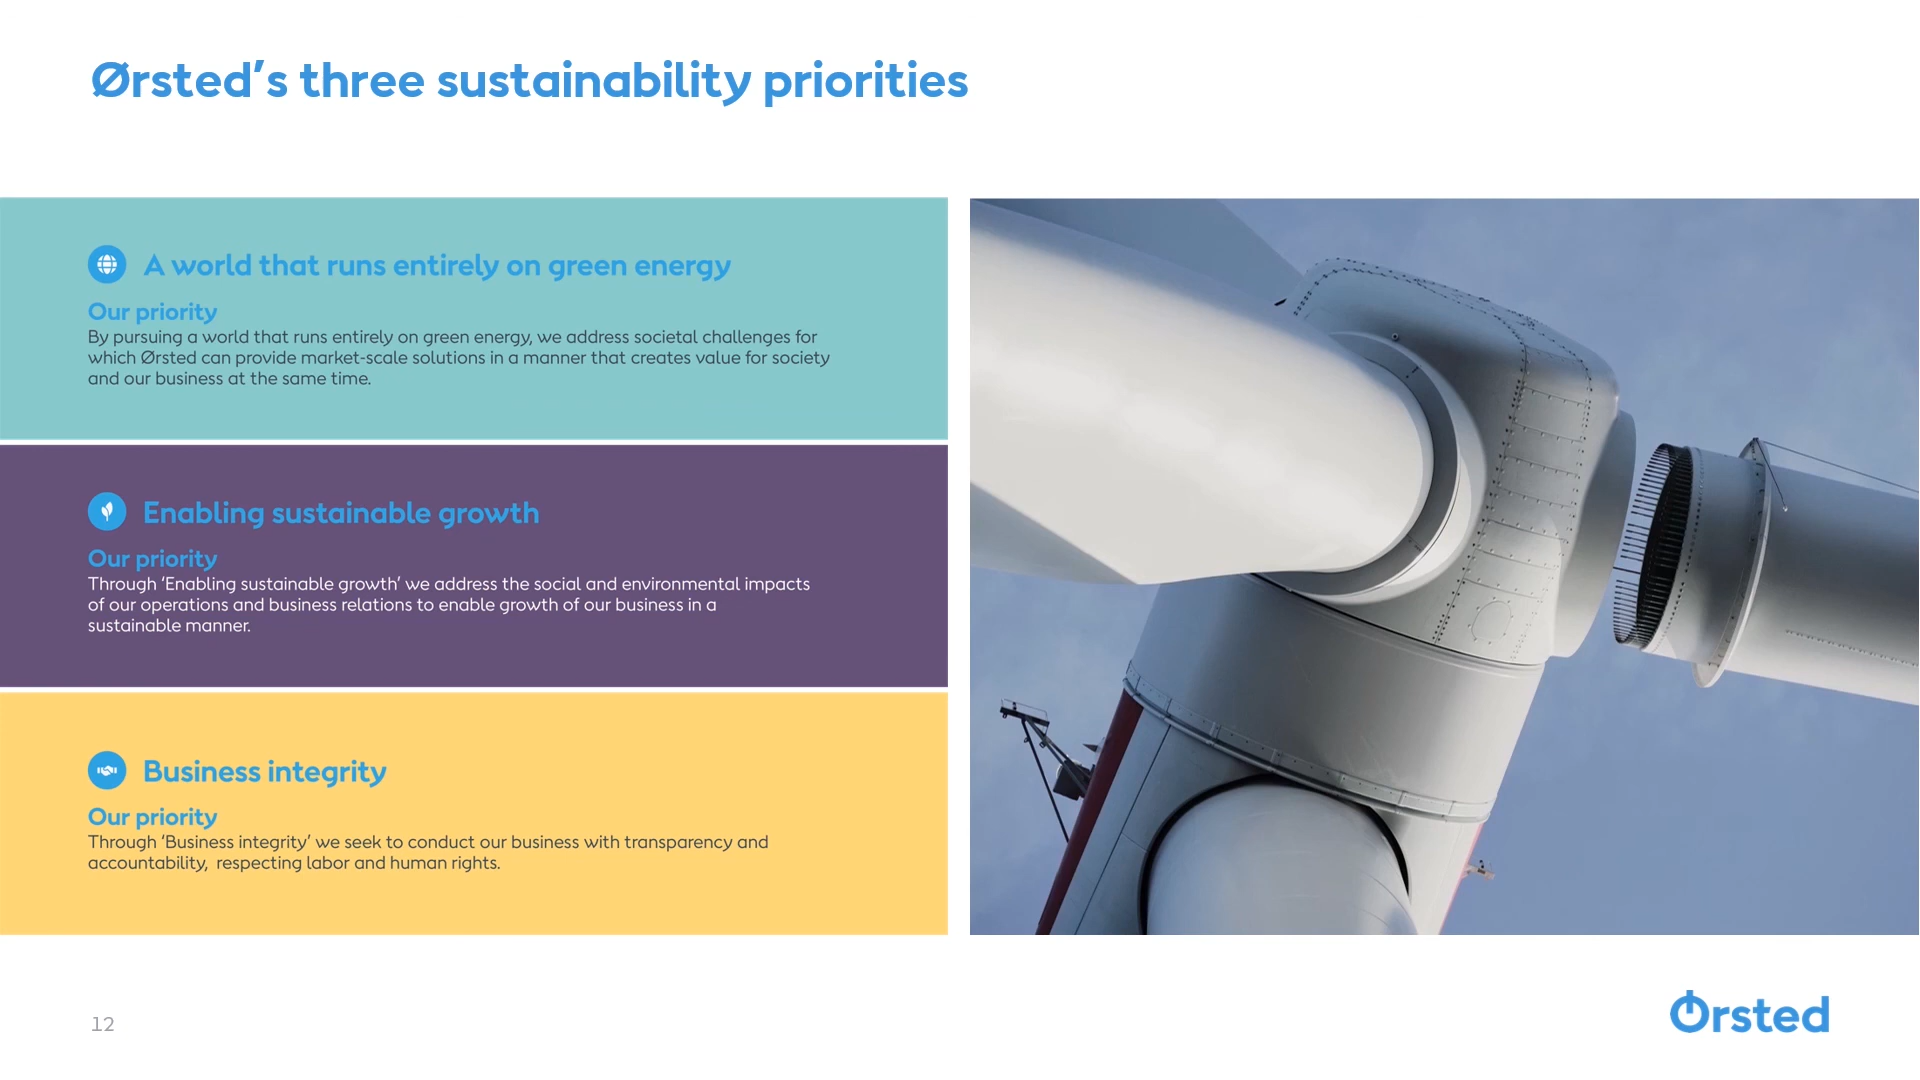 Ørsted’s three sustainability priorities
A world that runs entirely on green energy
Our priority
By pursuing a world that runs entirely on green energy, we address societal challenges for
which Ørsted can provide market-scale solutions in a manner that creates value for society
and our business at the same time.
Enabling sustainable growth
Our priority
Through ‘Enabling sustainable growth’ we address the social and environmental impacts
of our operations and business relations to enable growth of our business in a
sustainable manner.
Business integrity
Our priority
Through ‘Business integrity’ we seek to conduct our business with transparency and
accountability,  respecting labor and human rights.
12
Ørsted